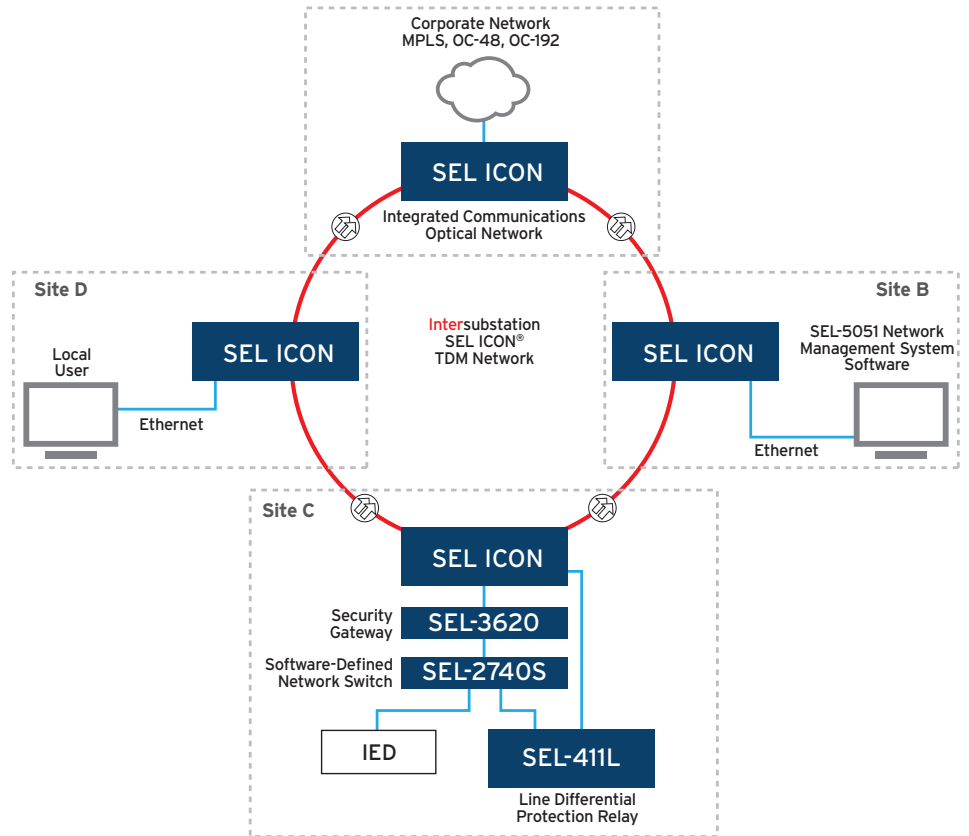 Corporate Network
MPLS, OC-48, OC-192
SEL ICON
Integrated Communications
Optical Network
Site D
SEL ICON
Local
User
Ethernet
Intersubstation
SEL ICON®
TDM Network
Site B
SEL ICON
SEL-5051 Network
Management System
Software
Ethernet
Site C
SEL ICON
Security
Gateway
SEL-3620
Software-Defined
Network Switch
SEL-2740S
IED
SEL-411L
Line Differential
Protection Relay